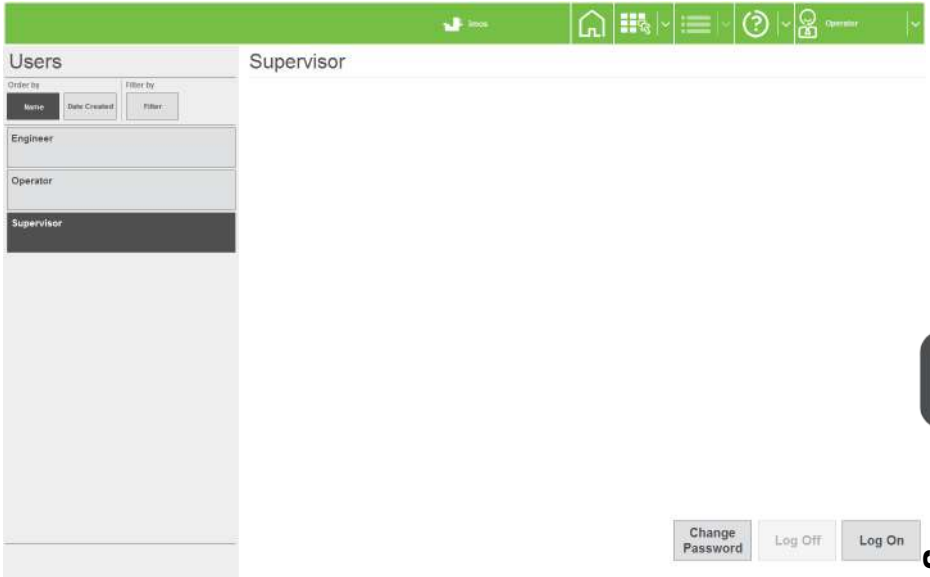 imos
Operator
Users
Supervisor
Order by
Filter by
Name
Date Created
Filter
Engineer
Operator
Supervisor
Change
Password
Log Off
Log On